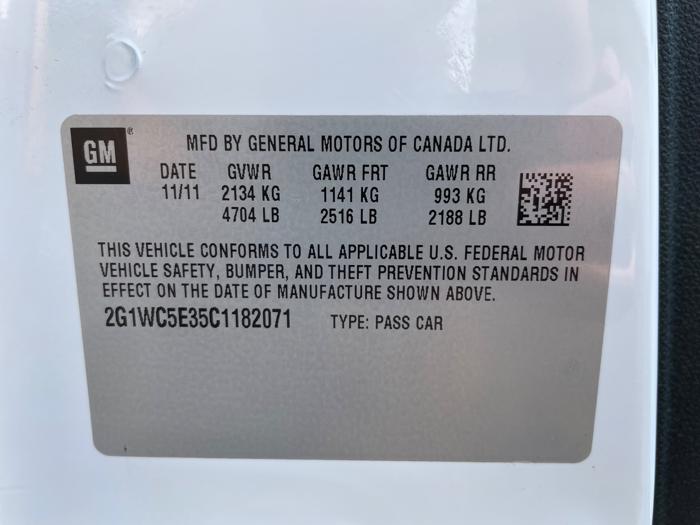 GM®
MFD BY GENERAL MOTORS OF CANADA LTD.
DATE GVWR GAWR FRT GAWR RR
11/11 2134 KG 1141 KG 993 KG
4704 LB 2516 LB 2188 LB
THIS VEHICLE CONFORMS TO ALL APPLICABLE U.S. FEDERAL MOTOR
VEHICLE SAFETY, BUMPER, AND THEFT PREVENTION STANDARDS IN
EFFECT ON THE DATE OF MANUFACTURE SHOWN ABOVE.
2G1WC5E35C1182071 TYPE: PASS CAR